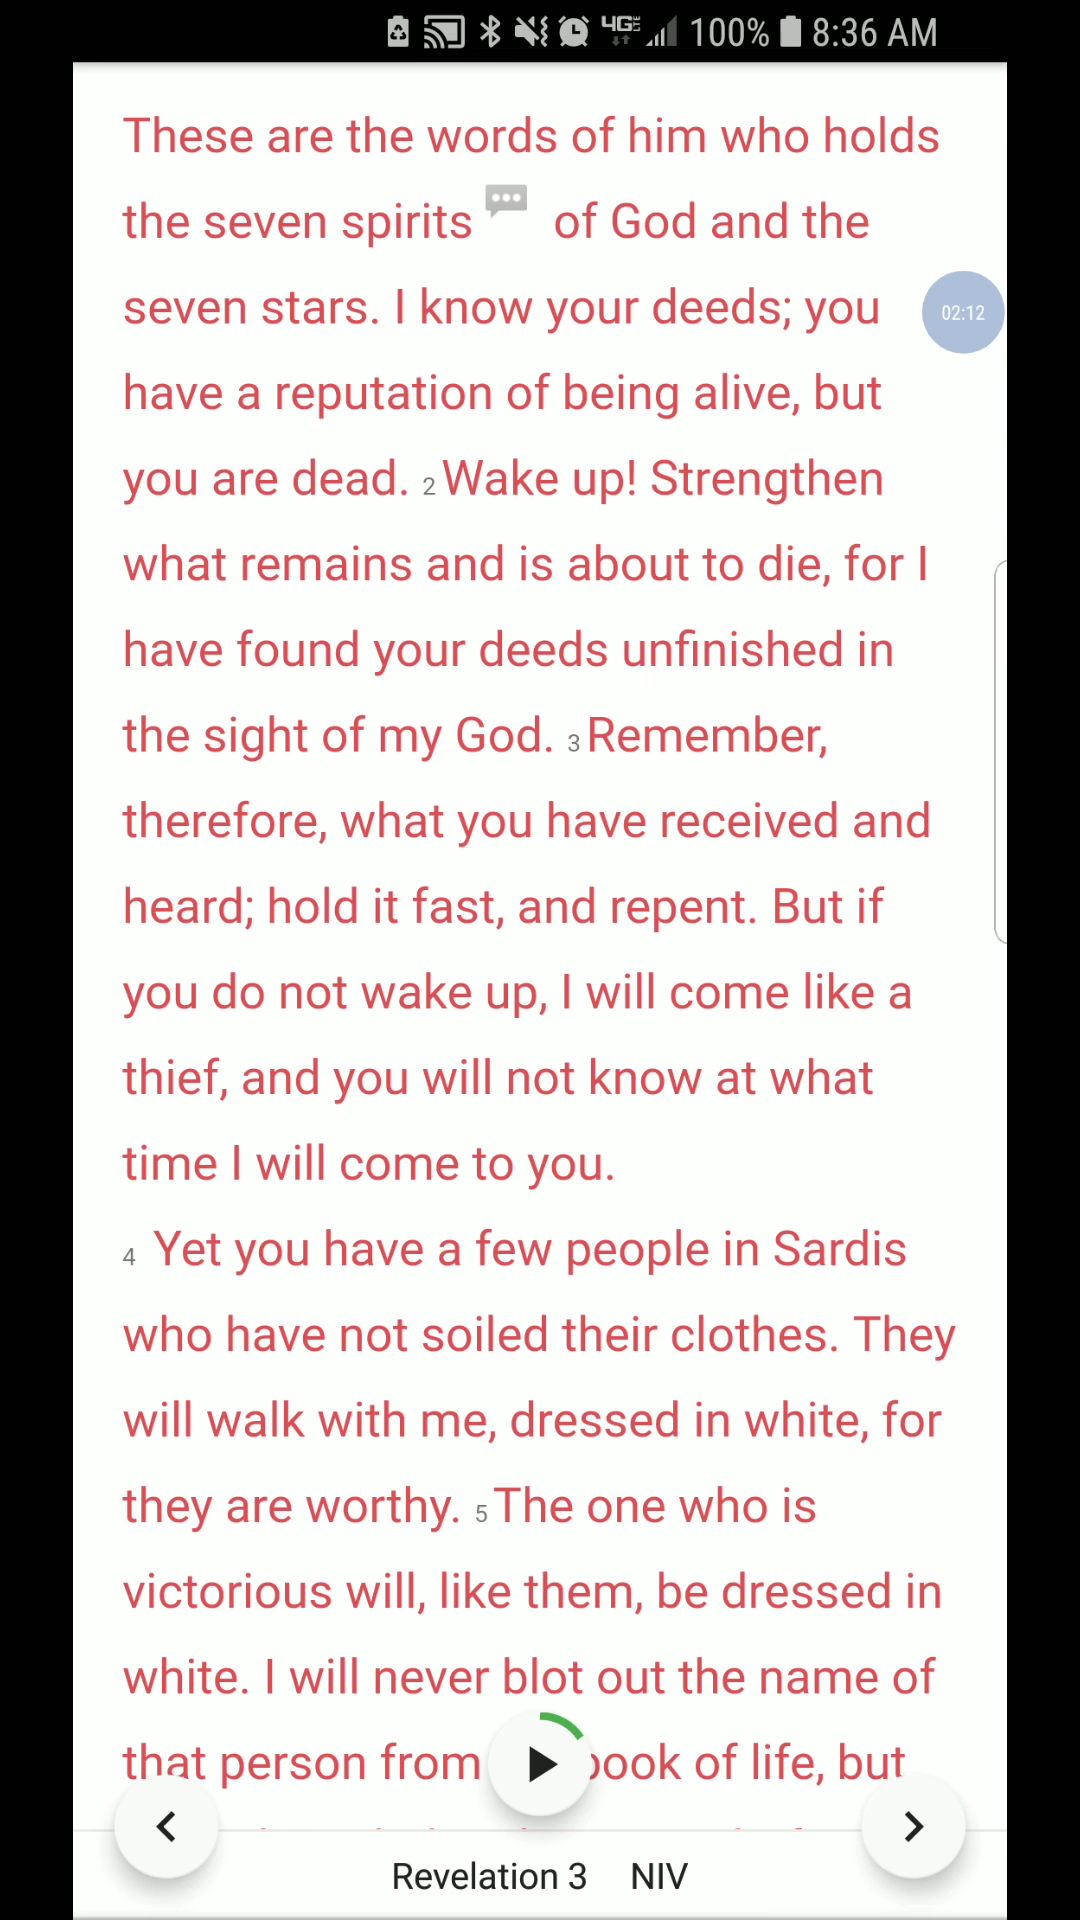 4G LTE 100% 8:36 AM
These are the words of him who holds
the seven spirits of God and the
seven stars. I know your deeds; you
02:12
have a reputation of being alive, but
you are dead. 2 Wake up! Strengthen
what remains and is about to die, for I
have found your deeds unfinished in
the sight of my God. 3 Remember,
therefore, what you have received and
heard; hold it fast, and repent. But if
you do not wake up, I will come like a
thief, and you will not know at what
time I will come to you.
4 Yet you have a few people in Sardis
who have not soiled their clothes. They
will walk with me, dressed in white, for
they are worthy. 5 The one who is
victorious will, like them, be dressed in
white. I will never blot out the name of
that person from book of life, but
Revelation 3 NIV